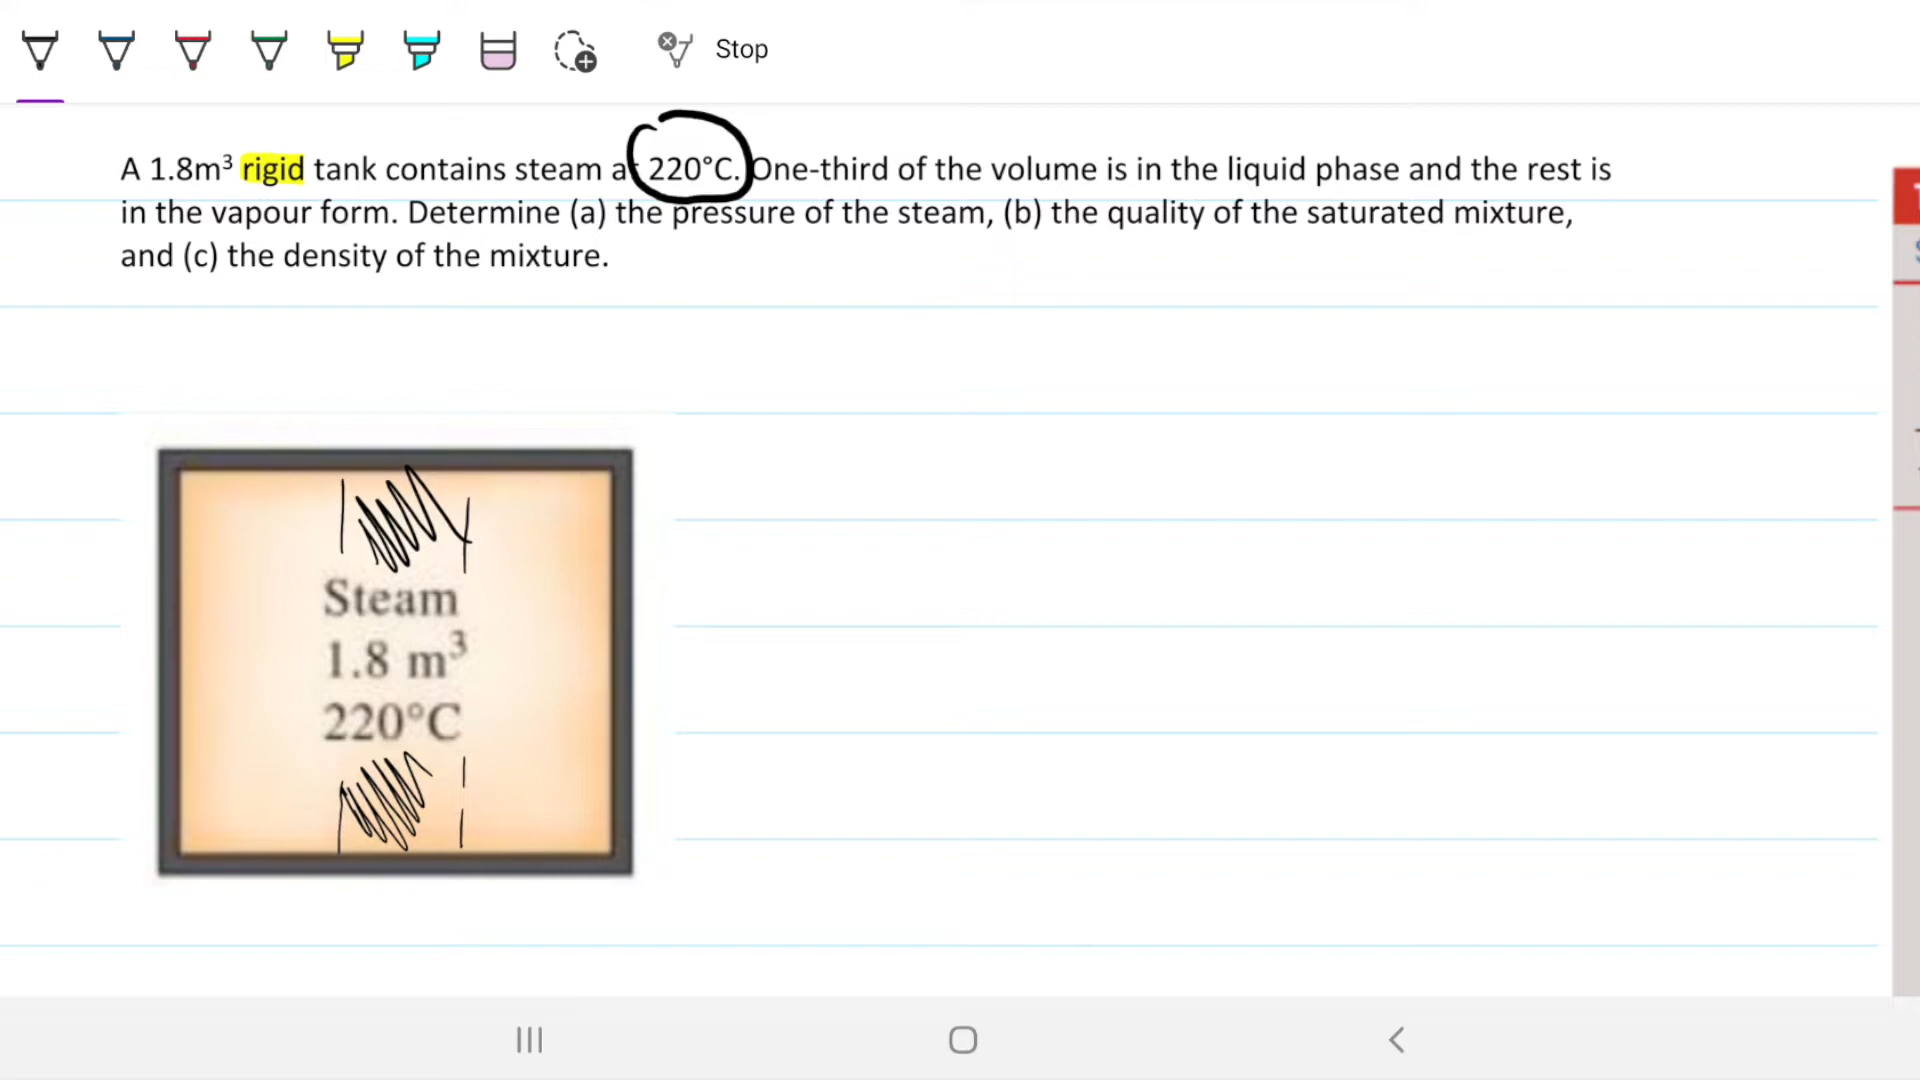 Stop
A 1.8m³ rigid tank contains steam at 220°C. One-third of the volume is in the liquid phase and the rest is
in the vapour form. Determine (a) the pressure of the steam, (b) the quality of the saturated mixture,
and (c) the density of the mixture.
Steam
1.8 m³
220°C